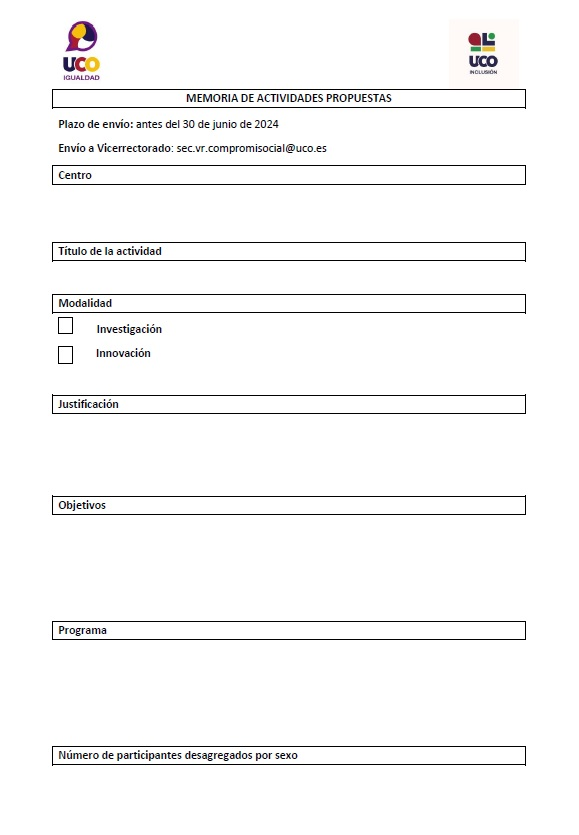 UCO
IGUALDAD
UCO
INCLUSIÓN
MEMORIA DE ACTIVIDADES PROPUESTAS
Plazo de envío: antes del 30 de junio de 2024
Envío a Vicerrectorado: sec.vr.compromisocial@uco.es
Centro
Título de la actividad
Modalidad
Investigación
Innovación
Justificación
Objetivos
Programa
Número de participantes desagregados por sexo